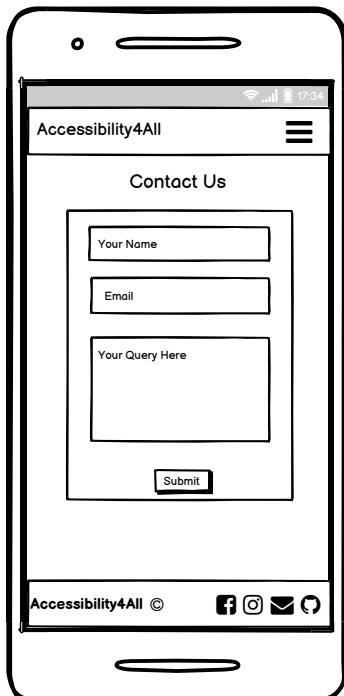 17:34
Accessibility4All
Contact Us
Your Name
Email
Your Query Here
Submit
Accessibility4All ©